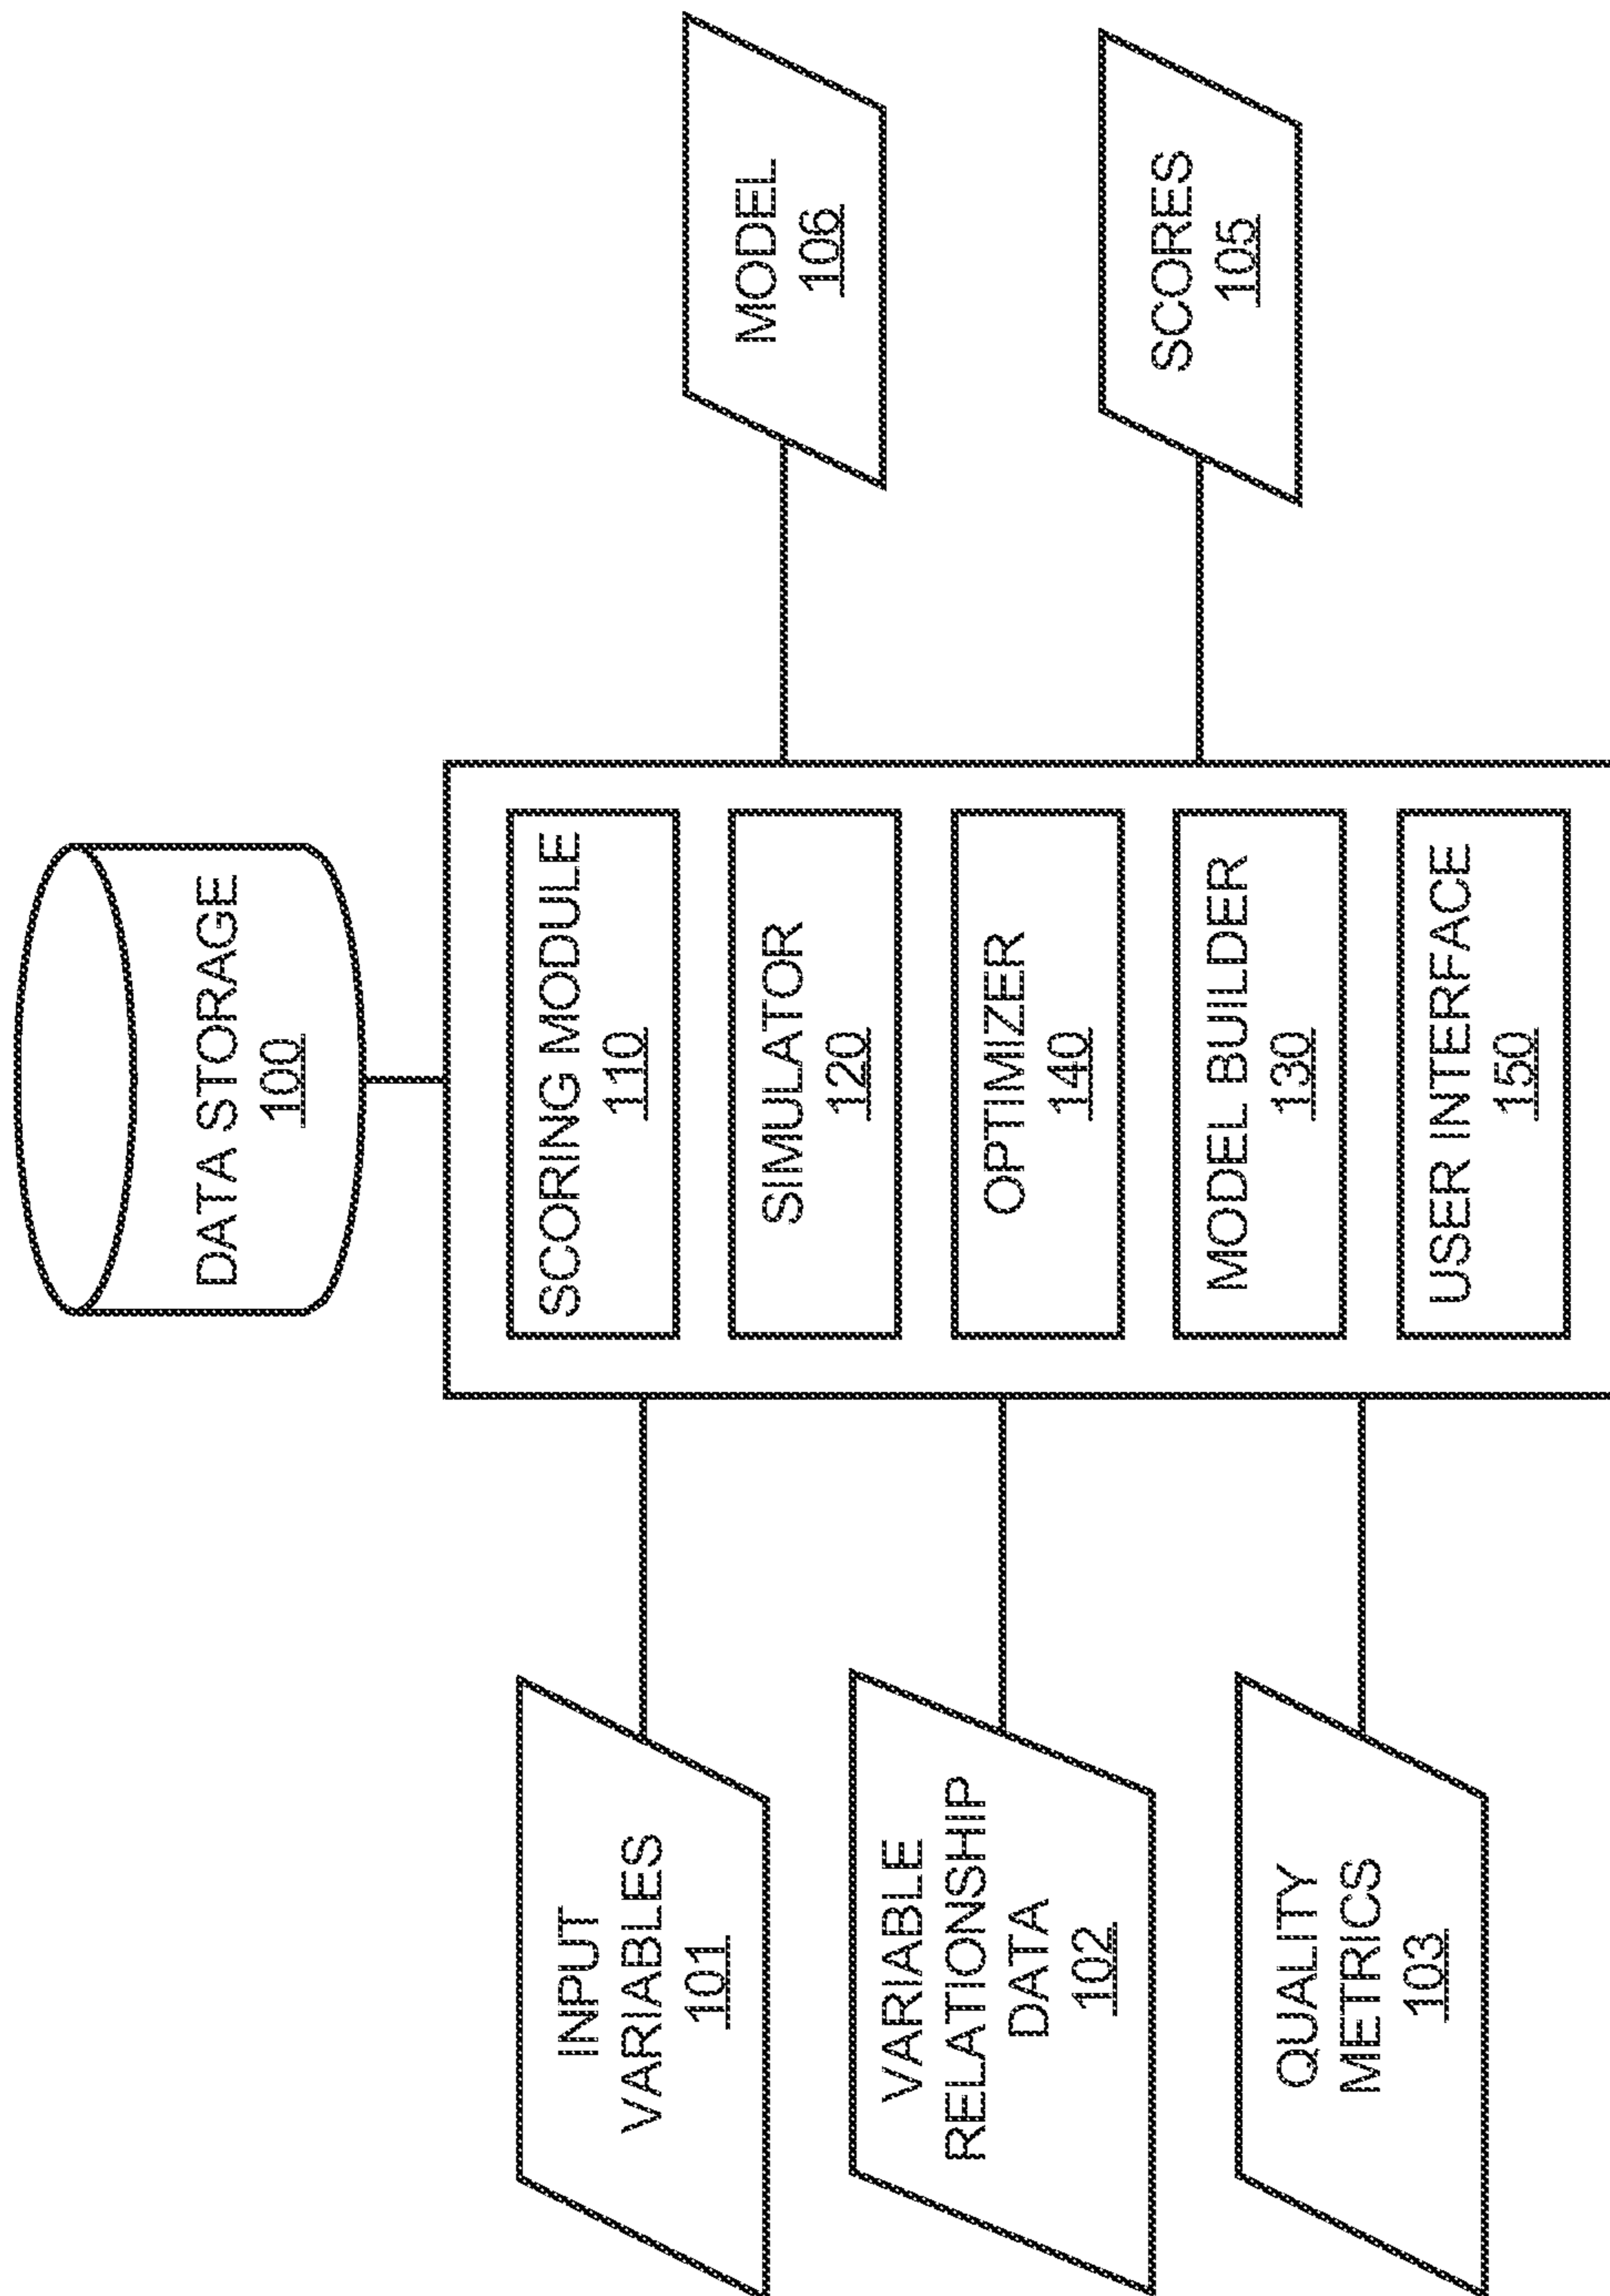 DATA STORAGE
100
INPUT
VARIABLES
101
VARIABLE
RELATIONSHIP
DATA
102
QUALITY
METRICS
103
SCORING MODULE
110
SIMULATOR
120
OPTIMIZER
140
MODEL BUILDER
130
USER INTERFACE
150
MODEL
106
SCORES
105